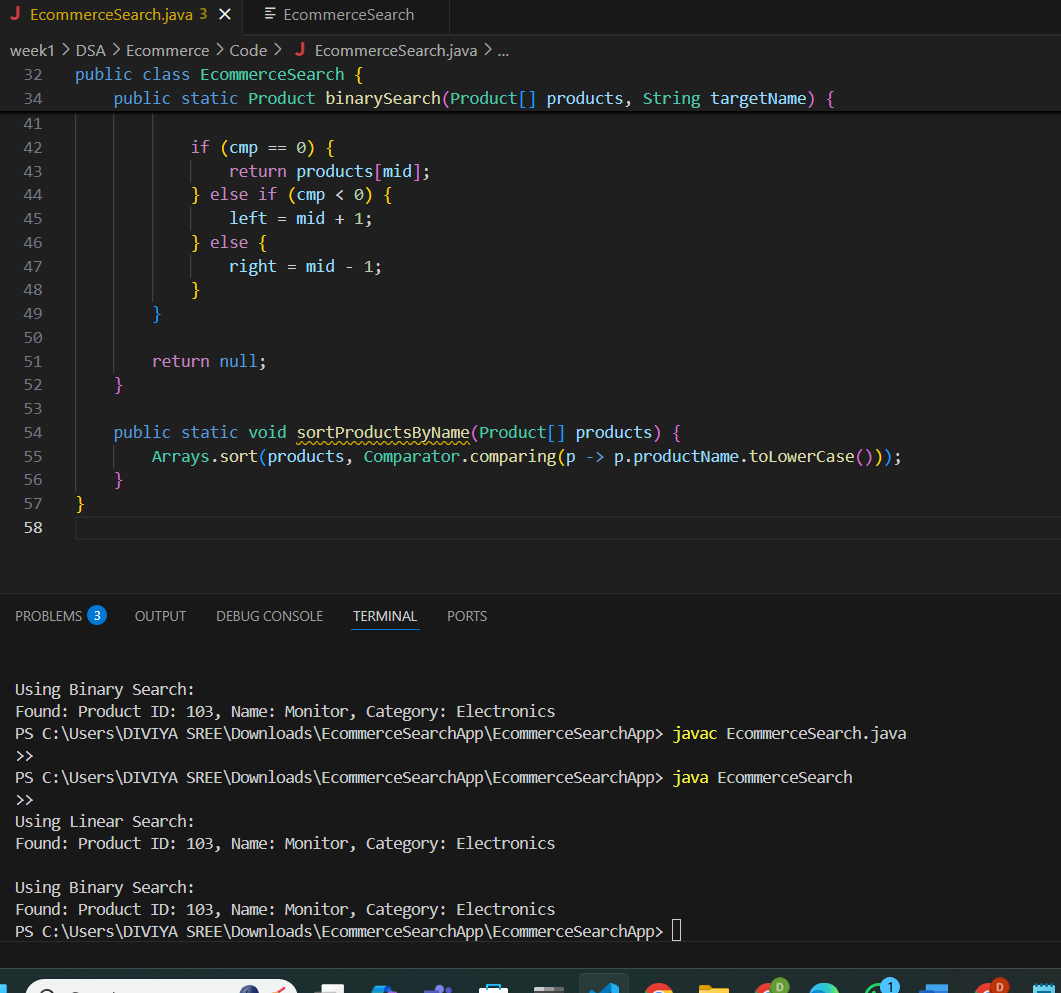 EcommerceSearch.java 3 × EcommerceSearch
week1 > DSA > Ecommerce > Code > EcommerceSearch.java > ...
32 public class EcommerceSearch {
34 public static Product binarySearch(Product[] products, String targetName) {
41
42 if (cmp == 0) {
43 return products[mid];
44 } else if (cmp < 0) {
45 left = mid + 1;
46 } else {
47 right = mid - 1;
48 }
49 }
50
51 return null;
52 }
53
54 public static void sortProductsByName(Product[] products) {
55 Arrays.sort(products, Comparator.comparing(p -> p.productName.toLowerCase()));
56 }
57 }
58
PROBLEMS 3 OUTPUT DEBUG CONSOLE TERMINAL PORTS
Using Binary Search:
Found: Product ID: 103, Name: Monitor, Category: Electronics
PS C:\Users\DIVIYA SREE\Downloads\EcommerceSearchApp\EcommerceSearchApp> javac EcommerceSearch.java
>>
PS C:\Users\DIVIYA SREE\Downloads\EcommerceSearchApp\EcommerceSearchApp> java EcommerceSearch
>>
Using Linear Search:
Found: Product ID: 103, Name: Monitor, Category: Electronics
Using Binary Search:
Found: Product ID: 103, Name: Monitor, Category: Electronics
PS C:\Users\DIVIYA SREE\Downloads\EcommerceSearchApp\EcommerceSearchApp>
D 1 D